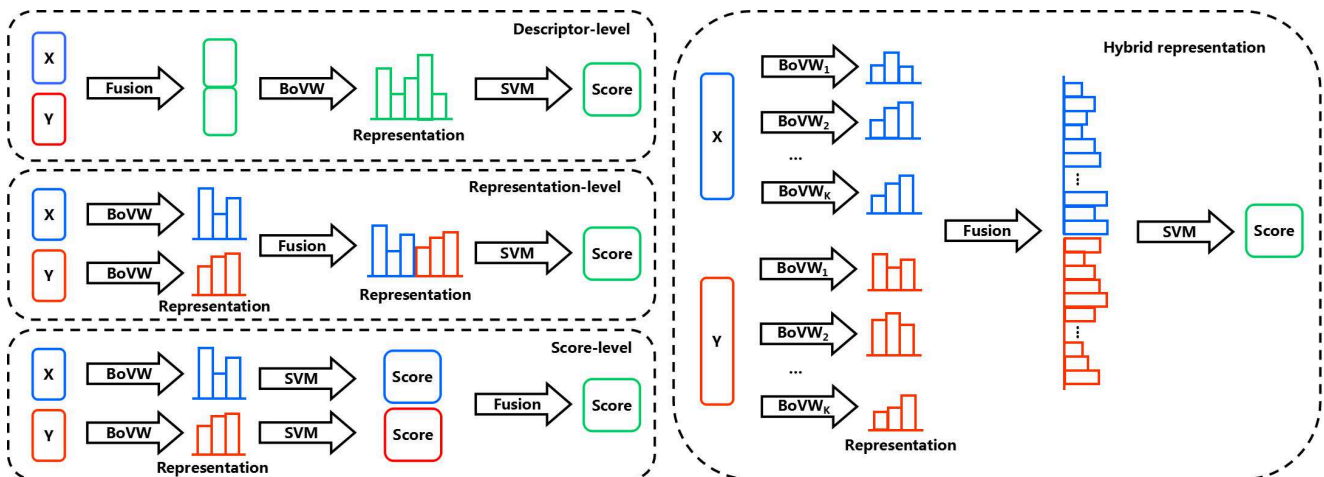 Descriptor-level
X
Y
Fusion
BoVW
Representation
SVM
Score
Representation-level
X
BoVW
Y
BoVW
Representation
Fusion
Representation
SVM
Score
Score-level
X
BoVW
SVM
Score
Y
BoVW
Representation
SVM
Score
Fusion
Score
Hybrid representation
X
BoVW₁
BoVW₂
...
BoVWₖ
Y
BoVW₁
BoVW₂
...
BoVWₖ
Representation
Fusion
SVM
Score